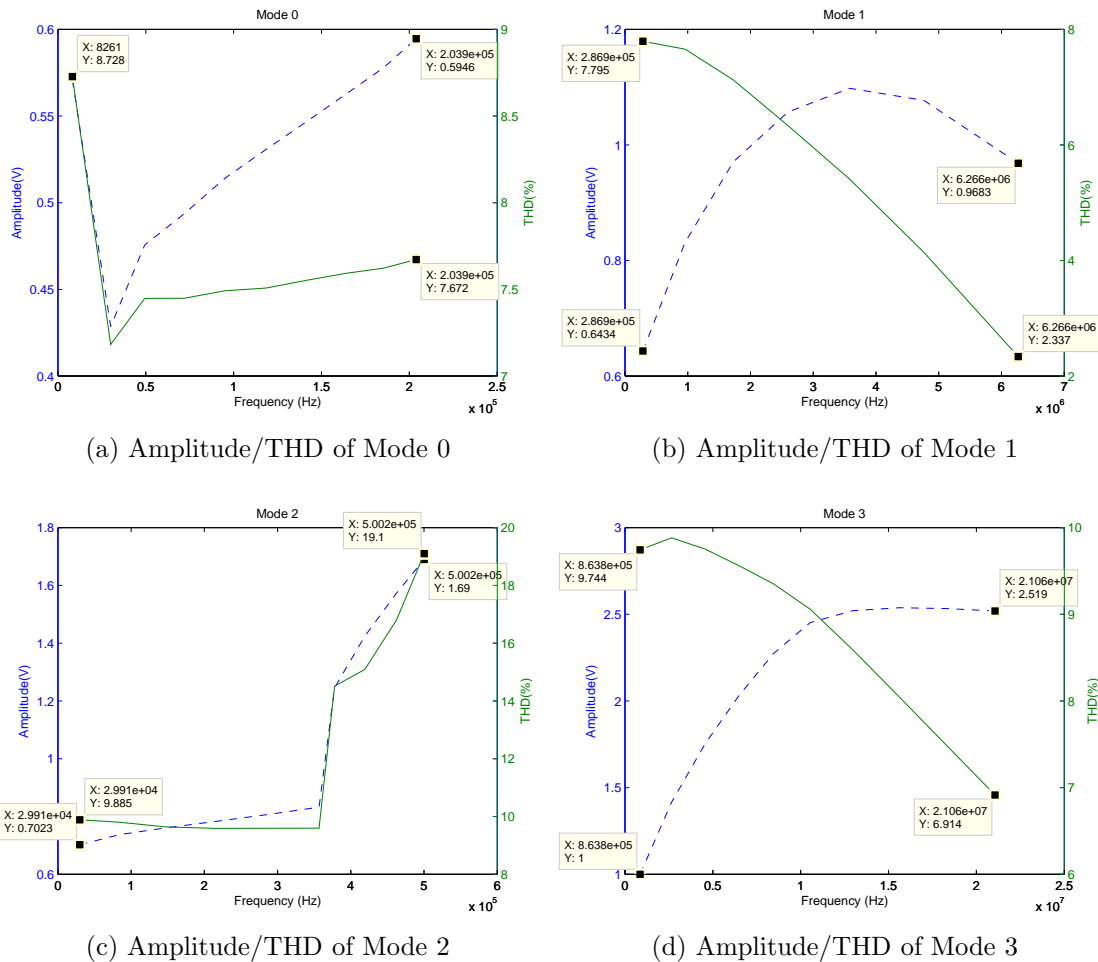 Mode 0
0.6
0.55
0.5
0.45
0.4
Amplitude(V)
9
8.5
8
7.5
7
THD(%)
X: 8261
Y: 8.728
X: 2.039e+05
Y: 0.5946
X: 2.039e+05
Y: 7.672
0 0.5 1 1.5 2 2.5
Frequency (Hz)
x 10^5
(a) Amplitude/THD of Mode 0
Mode 1
1.2
1
0.8
0.6
Amplitude(V)
8
6
4
2
THD(%)
X: 2.869e+05
Y: 7.795
X: 6.266e+06
Y: 0.9683
X: 2.869e+05
Y: 0.6434
X: 6.266e+06
Y: 2.337
0 1 2 3 4 5 6 7
Frequency (Hz)
x 10^6
(b) Amplitude/THD of Mode 1
Mode 2
1.8
1.6
1.4
1.2
1
0.8
0.6
Amplitude(V)
20
18
16
14
12
10
8
THD(%)
X: 5.002e+05
Y: 19.1
X: 5.002e+05
Y: 1.69
X: 2.991e+04
Y: 9.885
X: 2.991e+04
Y: 0.7023
0 1 2 3 4 5 6
Frequency (Hz)
x 10^5
(c) Amplitude/THD of Mode 2
Mode 3
3
2.5
2
1.5
1
Amplitude(V)
10
9
8
7
6
THD(%)
X: 8.638e+05
Y: 9.744
X: 2.106e+07
Y: 2.519
X: 2.106e+07
Y: 6.914
X: 8.638e+05
Y: 1
0 0.5 1 1.5 2 2.5
Frequency (Hz)
x 10^7
(d) Amplitude/THD of Mode 3